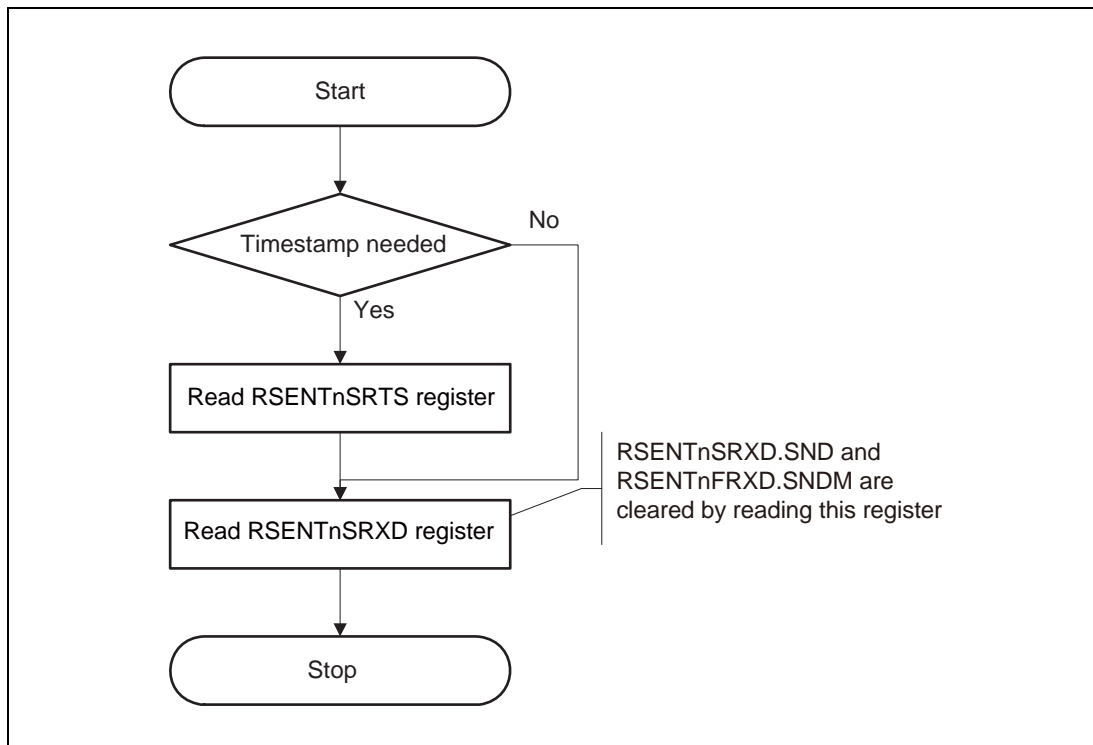 Start
Timestamp needed
No
Yes
Read RSENTnSRTS register
RSENTnSRXD.SND and
RSENTnFRXD.SNDM are
cleared by reading this register
Read RSENTnSRXD register
Stop